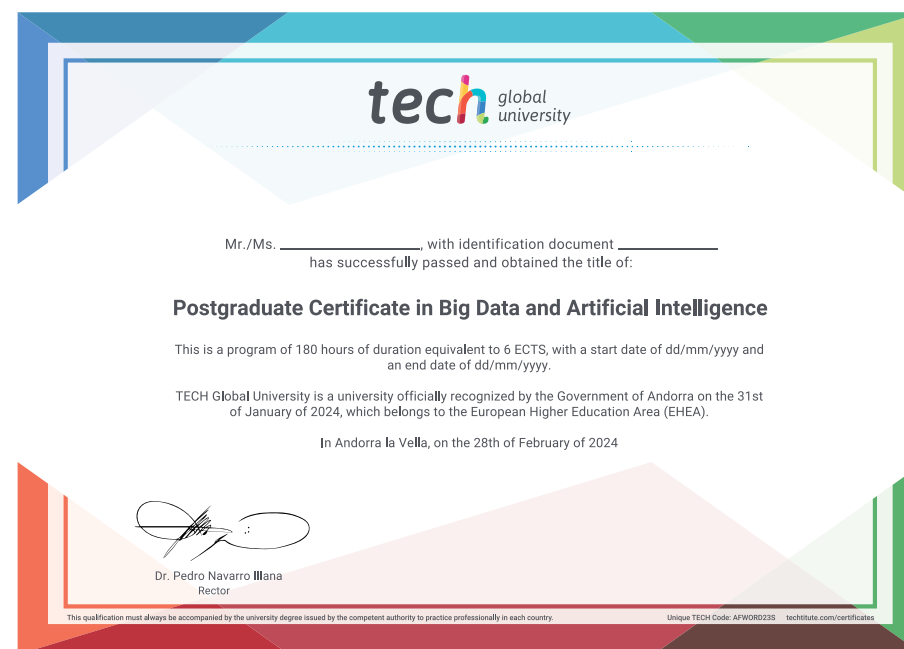 tech global university
Mr./Ms. ____________, with identification document ____________
has successfully passed and obtained the title of:
Postgraduate Certificate in Big Data and Artificial Intelligence
This is a program of 180 hours of duration equivalent to 6 ECTS, with a start date of dd/mm/yyyy and
an end date of dd/mm/yyyy.
TECH Global University is a university officially recognized by the Government of Andorra on the 31st
of January of 2024, which belongs to the European Higher Education Area (EHEA).
In Andorra la Vella, on the 28th of February of 2024
Dr. Pedro Navarro Illana
Rector
This qualification must always be accompanied by the university degree issued by the competent authority to practice professionally in each country.
Unique TECH Code: AFWORD23S techtitute.com/certificates